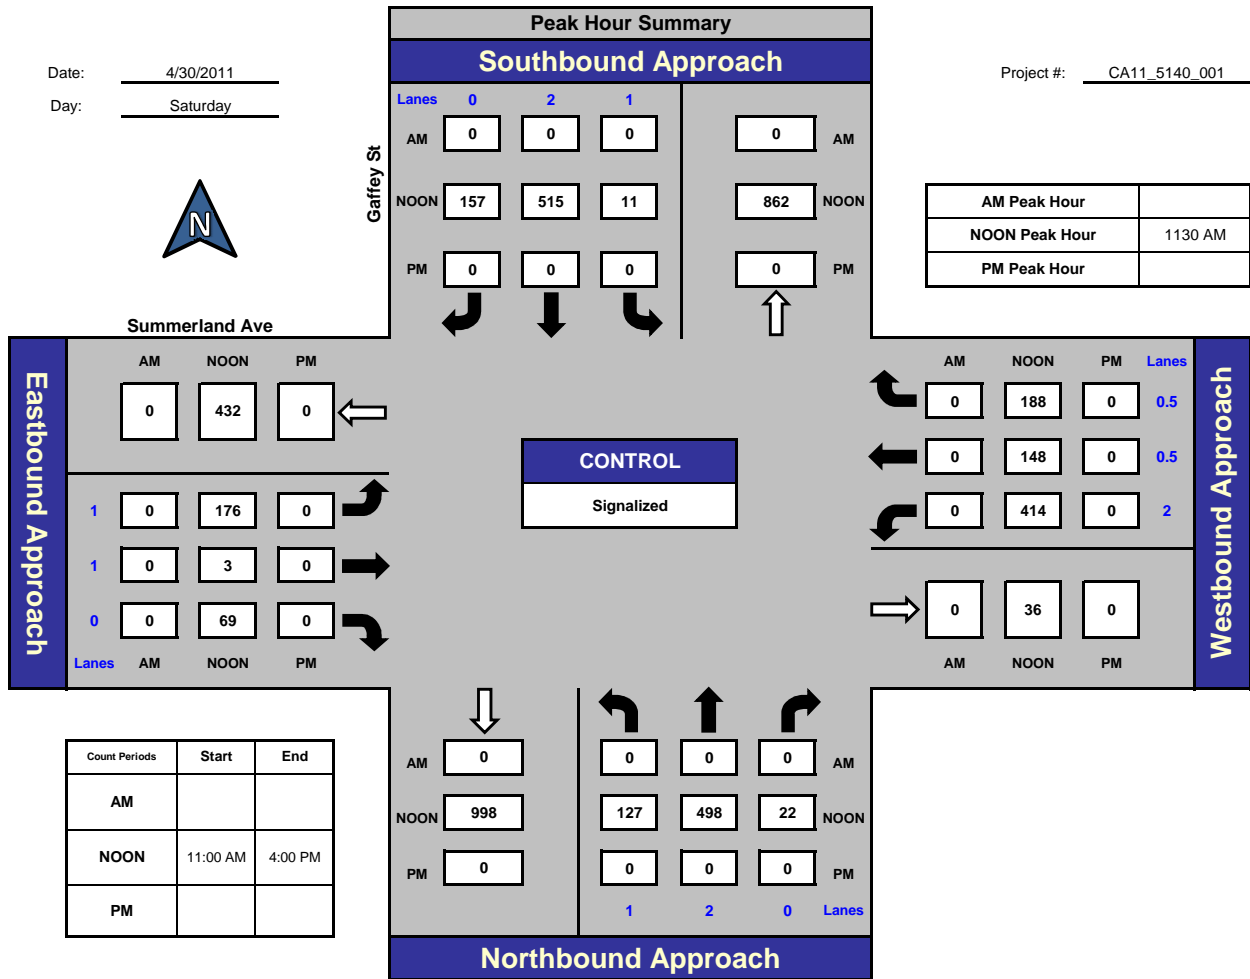 Peak Hour Summary
Southbound Approach
Date: 4/30/2011
Day: Saturday
Project #: CA11_5140_001
Gaffey St
Lanes 0 2 1
AM 0 0 0 0 AM
NOON 157 515 11 862 NOON
PM 0 0 0 0 PM
N
AM Peak Hour
NOON Peak Hour 1130 AM
PM Peak Hour
Summerland Ave
Eastbound Approach
AM NOON PM
0 432 0
1 0 176 0
1 0 3 0
0 0 69 0
Lanes AM NOON PM
CONTROL
Signalized
AM NOON PM Lanes
0 188 0 0.5
0 148 0 0.5
0 414 0 2
0 36 0
AM NOON PM
Westbound Approach
Count Periods Start End
AM
NOON 11:00 AM 4:00 PM
PM
AM 0 0 0 0 AM
NOON 998 127 498 22 NOON
PM 0 0 0 0 PM
1 2 0 Lanes
Northbound Approach